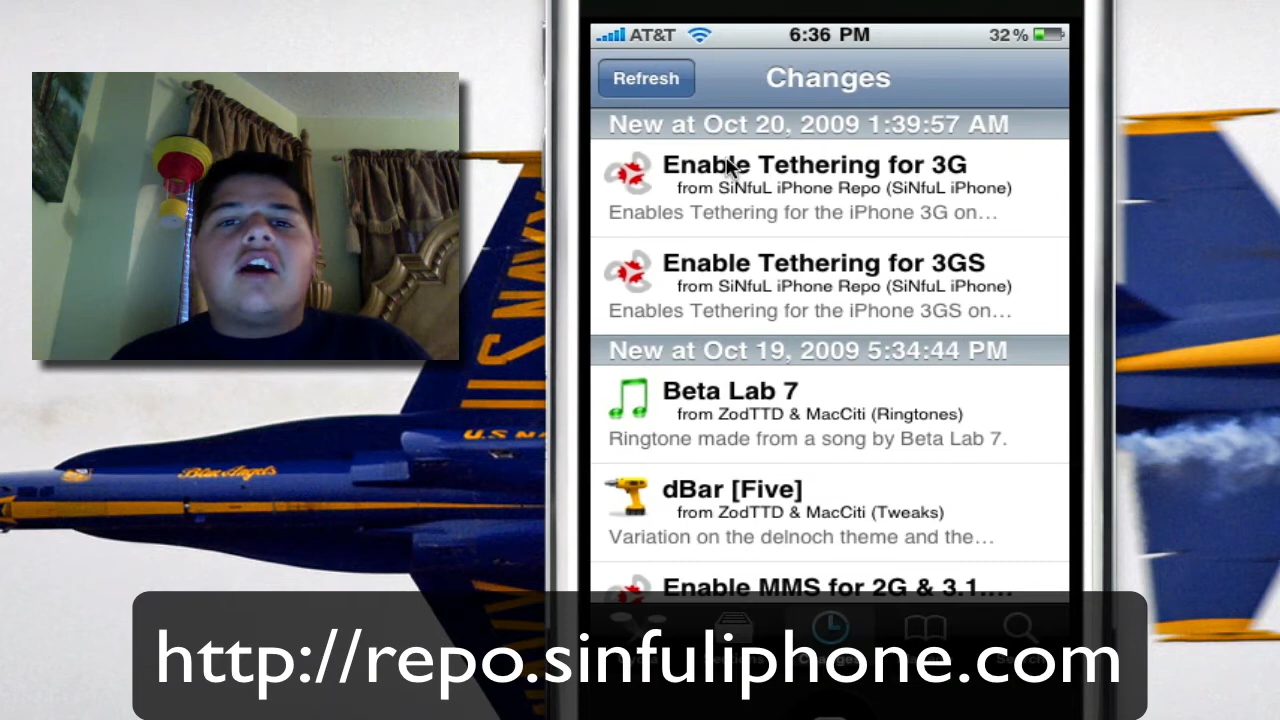 AT&T 6:36 PM 32%
Refresh
Changes
New at Oct 20, 2009 1:39:57 AM
Enable Tethering for 3G
from SiNfuL iPhone Repo (SiNfuL iPhone)
Enables Tethering for the iPhone 3G on...
Enable Tethering for 3GS
from SiNfuL iPhone Repo (SiNfuL iPhone)
Enables Tethering for the iPhone 3GS on...
New at Oct 19, 2009 5:34:44 PM
Beta Lab 7
from ZodTTD & MacCiti (Ringtones)
Ringtone made from a song by Beta Lab 7.
dBar [Five]
from ZodTTD & MacCiti (Tweaks)
Variation on the delnoch theme and the...
Enable MMS for 2G & 3.1....
http://repo.sinfuliphone.com
Blue Angels
U.S. NAVY